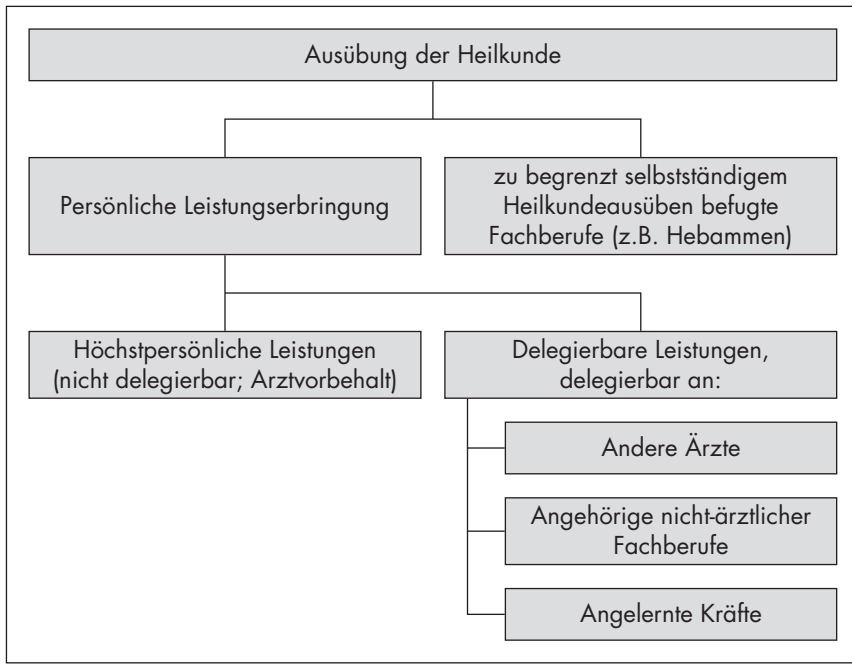 Ausübung der Heilkunde
Persönliche Leistungserbringung
zu begrenzt selbstständigem
Heilkundeausüben befugte
Fachberufe (z.B. Hebammen)
Höchstpersönliche Leistungen
(nicht delegierbar; Arztvorbehalt)
Delegierbare Leistungen,
delegierbar an:
Andere Ärzte
Angehörige nicht-ärztlicher
Fachberufe
Angelernte Kräfte